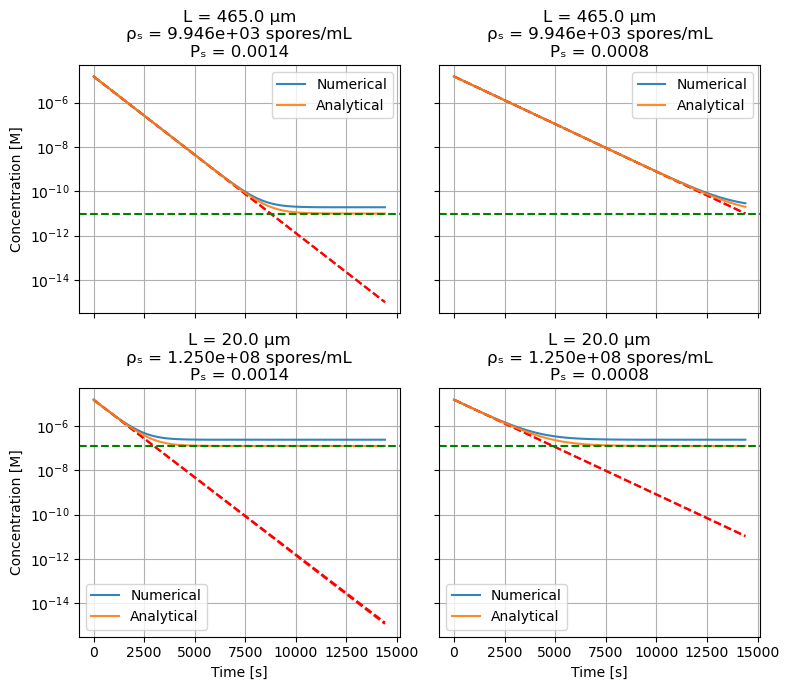 L = 465.0 μm
ρₛ = 9.946e+03 spores/mL
Pₛ = 0.0014
L = 465.0 μm
ρₛ = 9.946e+03 spores/mL
Pₛ = 0.0008
Concentration [M]
10⁻⁶
10⁻⁸
10⁻¹⁰
10⁻¹²
10⁻¹⁴
Numerical
Analytical
Numerical
Analytical
L = 20.0 μm
ρₛ = 1.250e+08 spores/mL
Pₛ = 0.0014
L = 20.0 μm
ρₛ = 1.250e+08 spores/mL
Pₛ = 0.0008
Concentration [M]
10⁻⁶
10⁻⁸
10⁻¹⁰
10⁻¹²
10⁻¹⁴
Numerical
Analytical
Numerical
Analytical
0 2500 5000 7500 10000 12500 15000
0 2500 5000 7500 10000 12500 15000
Time [s]
Time [s]